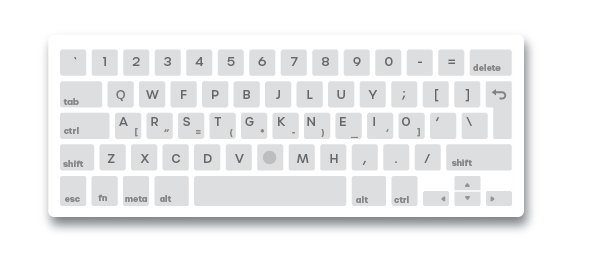 ` 1 2 3 4 5 6 7 8 9 0 - = delete
tab Q W F P B J L U Y ; [ ]
ctrl A [ R " S = T ( G * K - N ) E _ I ' O ] ' \
shift Z X C D V M H , . / shift
esc fn meta alt alt ctrl